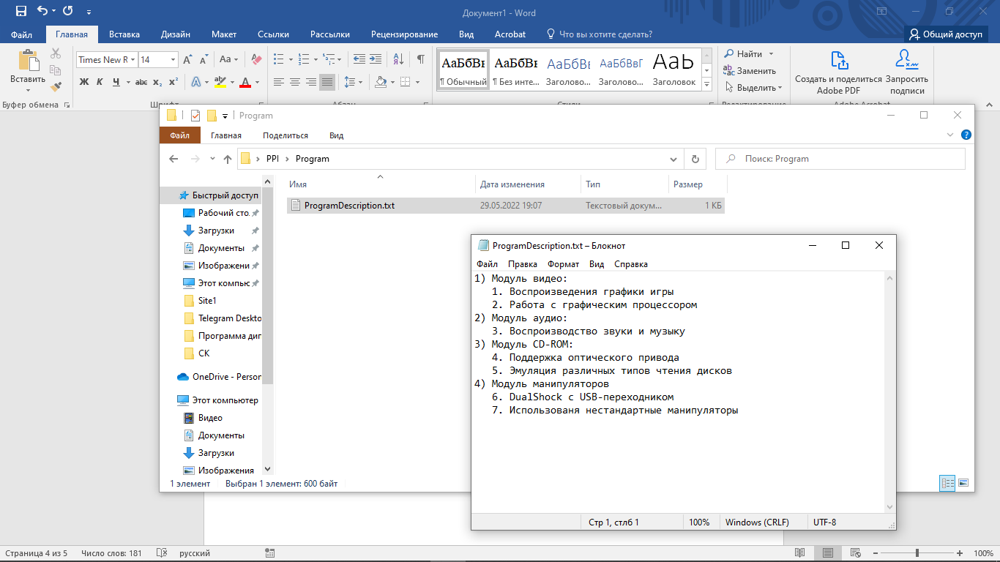 Документ1 - Word
Файл
Главная
Вставка
Дизайн
Макет
Ссылки
Рассылки
Рецензирование
Вид
Acrobat
Что вы хотите сделать?
Общий доступ
Вставить
Буфер обмена
Times New R
14
Aa
Ж К Ч abc x₂ x²
АаБбВв
АаБбВв
АаБбВв
АаБбВвГ
Аab
¶ Обычный
¶ Без инте...
Заголово...
Заголово...
Заголовок
Найти
Заменить
Выделить
Создать и поделиться
Adobe PDF
Запросить
подписи
Program
Файл
Главная
Поделиться
Вид
PPI
Program
Поиск: Program
Имя
Дата изменения
Тип
Размер
ProgramDescription.txt
29.05.2022 19:07
Текстовый докум...
1 КБ
Быстрый доступ
Рабочий сто.
Загрузки
Документы
Изображени
Этот компьюс
Site1
Telegram Deskto
Программа диг
СК
OneDrive - Person
Этот компьютер
Видео
Документы
Загрузки
Изображения
1 элемент
Выбран 1 элемент: 600 байт
ProgramDescription.txt – Блокнот
Файл
Правка
Формат
Вид
Справка
1) Модуль видео:
1. Воспроизведения графики игры
2. Работа с графическим процессором
2) Модуль аудио:
3. Воспроизводство звуки и музыку
3) Модуль CD-ROM:
4. Поддержка оптического привода
5. Эмуляция различных типов чтения дисков
4) Модуль манипуляторов
6. DualShock с USB-переходником
7. Использованя нестандартные манипуляторы
Стр 1, стлб 1
100%
Windows (CRLF)
UTF-8
Страница 4 из 5
Число слов: 181
русский
100%